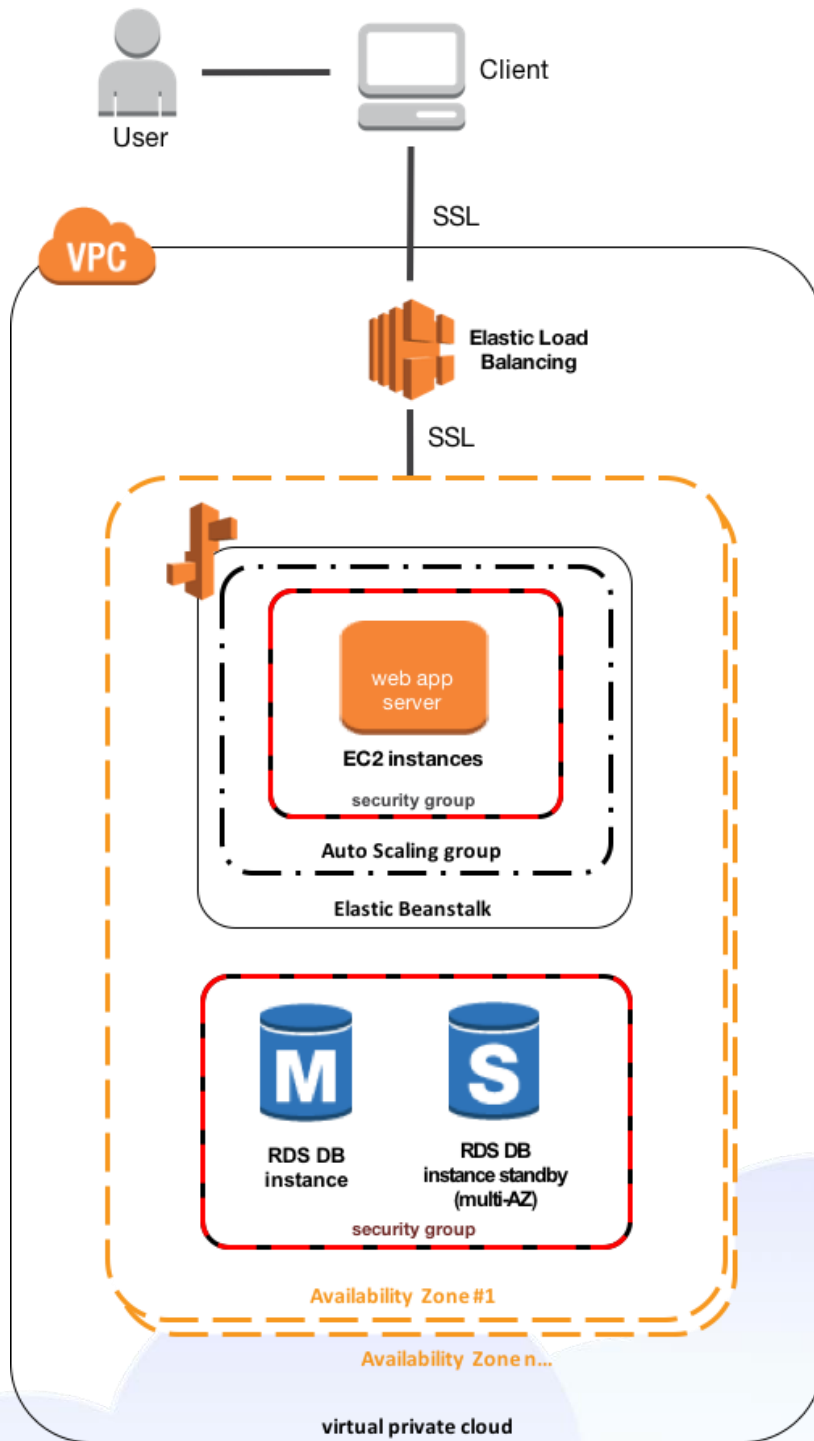 User
Client
SSL
VPC
Elastic Load
Balancing
SSL
web app
server
EC2 instances
security group
Auto Scaling group
Elastic Beanstalk
M
S
RDS DB
instance
RDS DB
instance standby
(multi-AZ)
security group
Availability Zone #1
Availability Zone n...
virtual private cloud